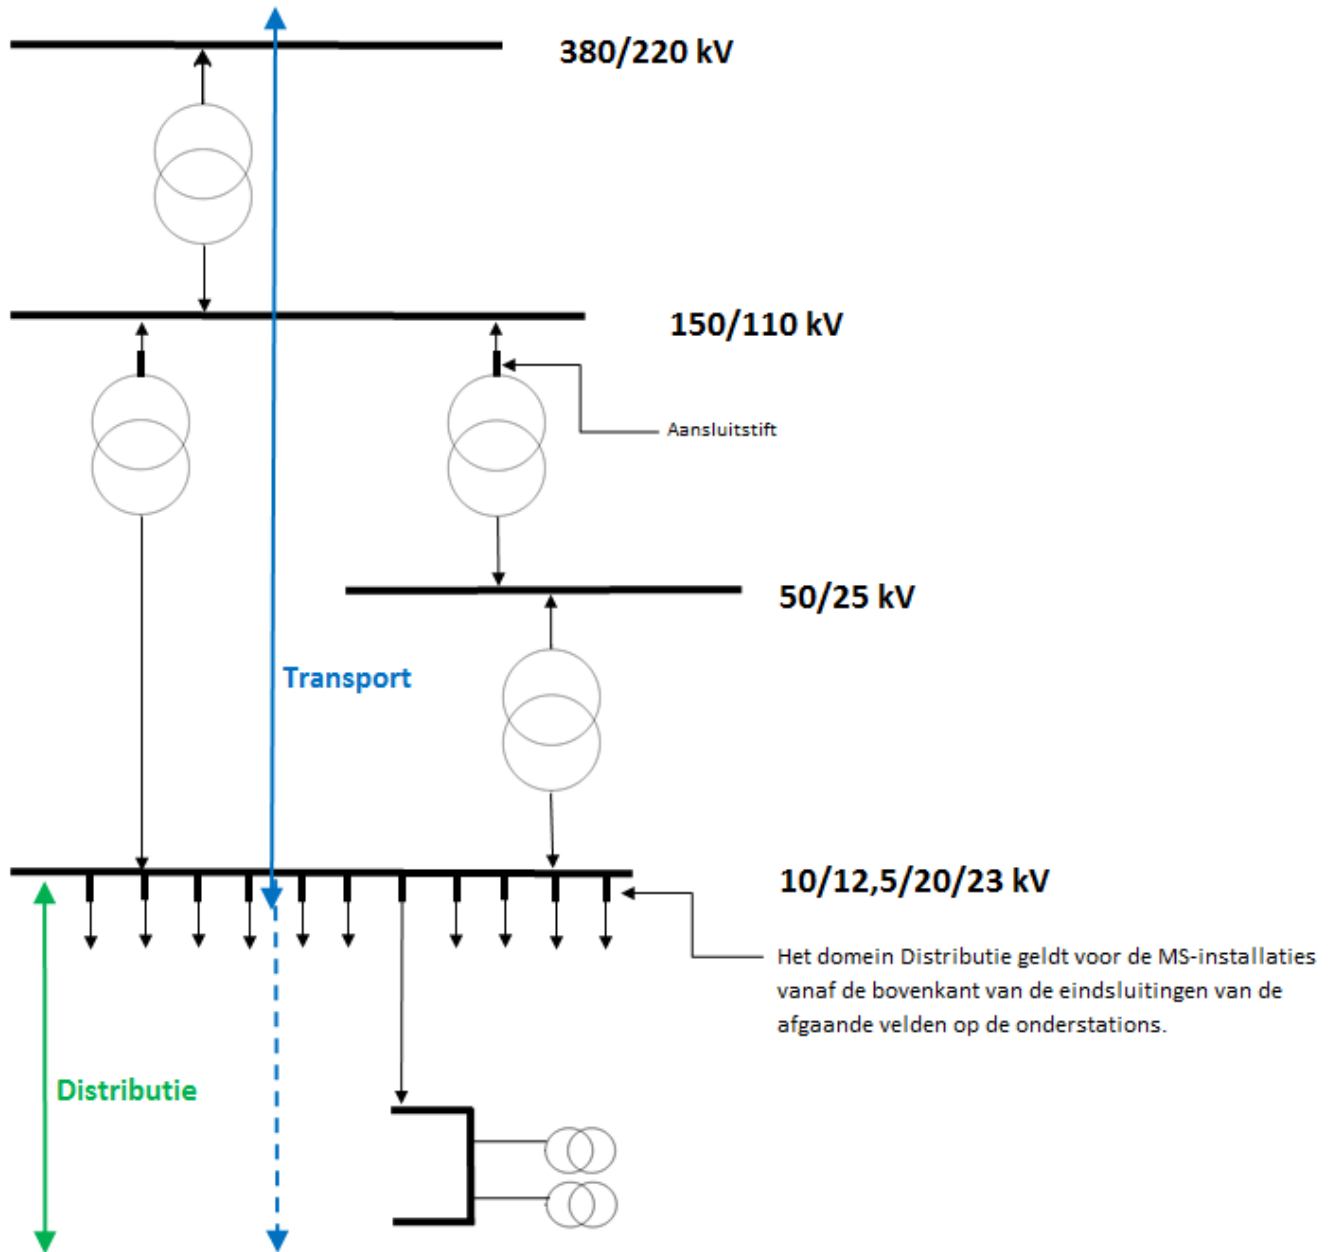 380/220 kV
150/110 kV
Aansluitstift
50/25 kV
Transport
10/12,5/20/23 kV
Het domein Distributie geldt voor de MS-installaties
vanaf de bovenkant van de eindsluitingen van de
afgaande velden op de onderstations.
Distributie